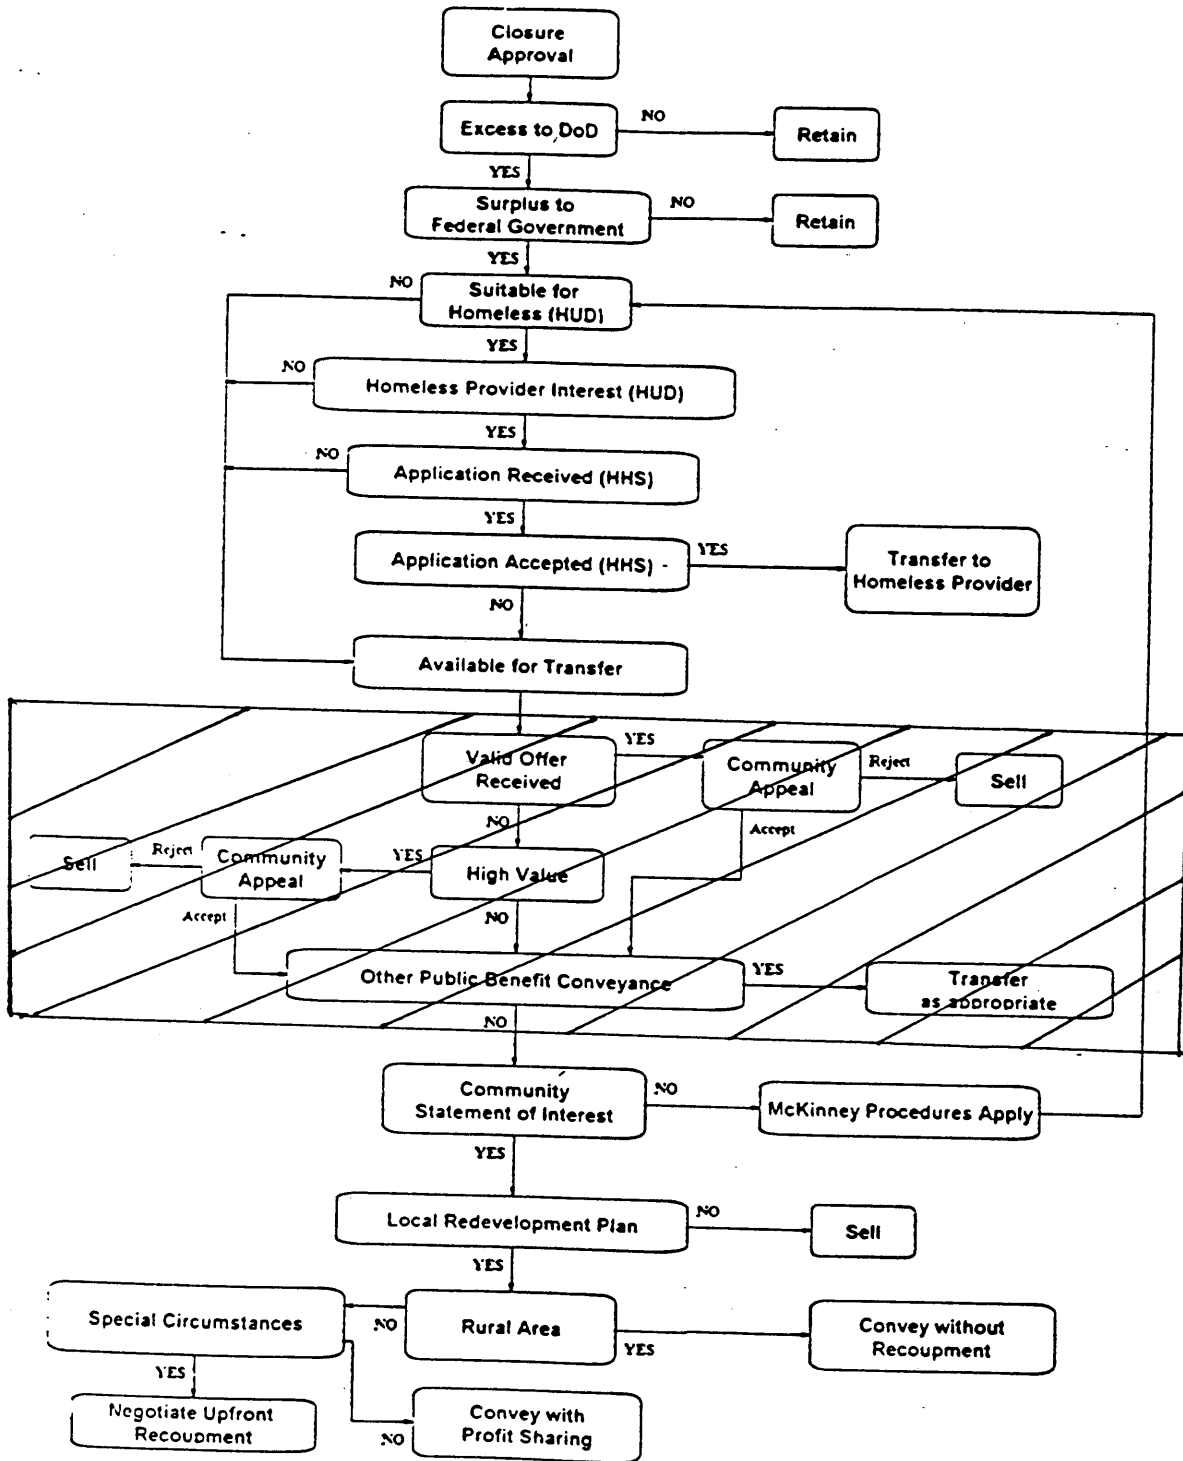 Closure
Approval
Excess to DoD
NO
Retain
YES
Surplus to
Federal Government
NO
Retain
YES
NO
Suitable for
Homeless (HUD)
YES
NO
Homeless Provider Interest (HUD)
YES
NO
Application Received (HHS)
YES
Application Accepted (HHS) -
YES
Transfer to
Homeless Provider
NO
Available for Transfer
Valid Offer
Received
YES
Community
Appeal
Reject
Sell
NO
Accept
Sell
Reject
Community
Appeal
YES
High Value
Accept
NO
Other Public Benefit Conveyance
YES
Transfer
as appropriate
NO
Community
Statement of Interest
NO
McKinney Procedures Apply
YES
Local Redevelopment Plan
NO
Sell
YES
Special Circumstances
NO
Rural Area
YES
Convey without
Recoupment
YES
Negotiate Upfront
Recoupment
NO
Convey with
Profit Sharing